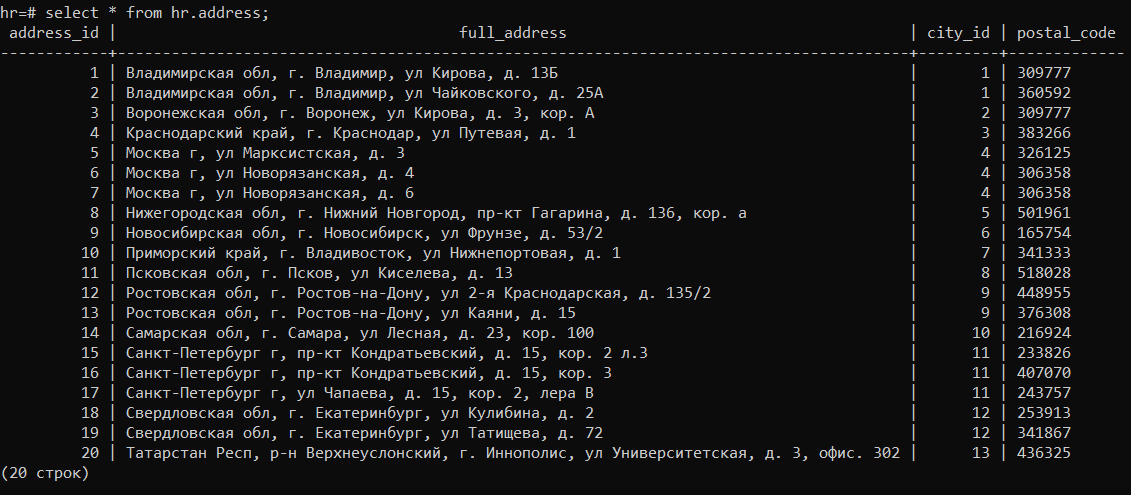 hr=# select * from hr.address;
 address_id |                                     full_address                                      | city_id | postal_code
------------+---------------------------------------------------------------------------------------+---------+-------------
          1 | Владимирская обл, г. Владимир, ул Кирова, д. 13Б                                      |       1 | 309777
          2 | Владимирская обл, г. Владимир, ул Чайковского, д. 25А                                 |       1 | 360592
          3 | Воронежская обл, г. Воронеж, ул Кирова, д. 3, кор. А                                  |       2 | 309777
          4 | Краснодарский край, г. Краснодар, ул Путевая, д. 1                                    |       3 | 383266
          5 | Москва г, ул Марксистская, д. 3                                                       |       4 | 326125
          6 | Москва г, ул Новорязанская, д. 4                                                      |       4 | 306358
          7 | Москва г, ул Новорязанская, д. 6                                                      |       4 | 306358
          8 | Нижегородская обл, г. Нижний Новгород, пр-кт Гагарина, д. 136, кор. а                 |       5 | 501961
          9 | Новосибирская обл, г. Новосибирск, ул Фрунзе, д. 53/2                                 |       6 | 165754
         10 | Приморский край, г. Владивосток, ул Нижнепортовая, д. 1                               |       7 | 341333
         11 | Псковская обл, г. Псков, ул Киселева, д. 13                                           |       8 | 518028
         12 | Ростовская обл, г. Ростов-на-Дону, ул 2-я Краснодарская, д. 135/2                     |       9 | 448955
         13 | Ростовская обл, г. Ростов-на-Дону, ул Каяни, д. 15                                    |       9 | 376308
         14 | Самарская обл, г. Самара, ул Лесная, д. 23, кор. 100                                  |      10 | 216924
         15 | Санкт-Петербург г, пр-кт Кондратьевский, д. 15, кор. 2 л.3                            |      11 | 233826
         16 | Санкт-Петербург г, пр-кт Кондратьевский, д. 15, кор. 3                                |      11 | 407070
         17 | Санкт-Петербург г, ул Чапаева, д. 15, кор. 2, лера В                                  |      11 | 243757
         18 | Свердловская обл, г. Екатеринбург, ул Кулибина, д. 2                                  |      12 | 253913
         19 | Свердловская обл, г. Екатеринбург, ул Татищева, д. 72                                 |      12 | 341867
         20 | Татарстан Респ, р-н Верхнеуслонский, г. Иннополис, ул Университетская, д. 3, офис. 302 |      13 | 436325
(20 строк)